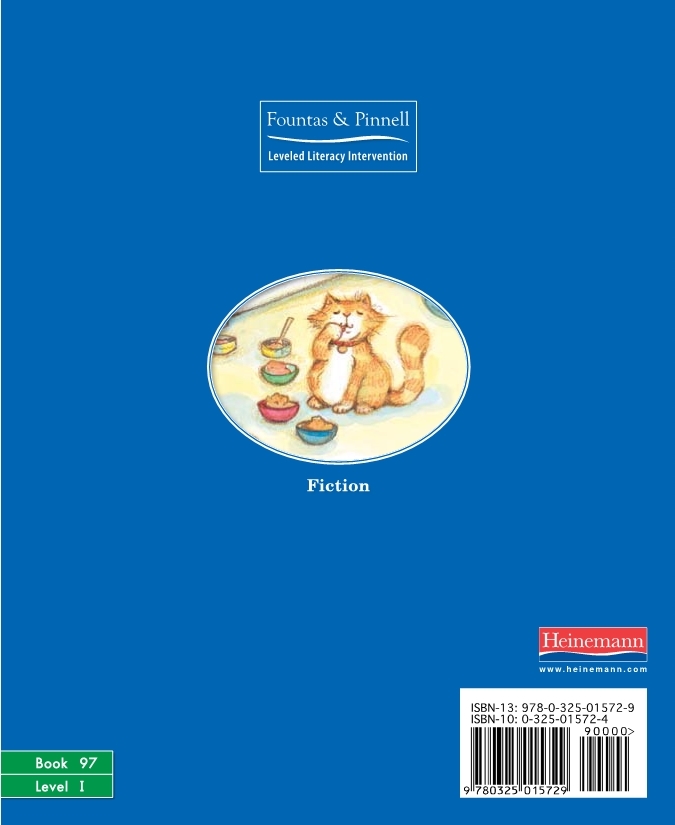 Fountas & Pinnell
Leveled Literacy Intervention
Fiction
Heinemann
www.heinemann.com
ISBN-13: 978-0-325-01572-9
ISBN-10: 0-325-01572-4
90000>
9 780325 015729
Book 97
Level I